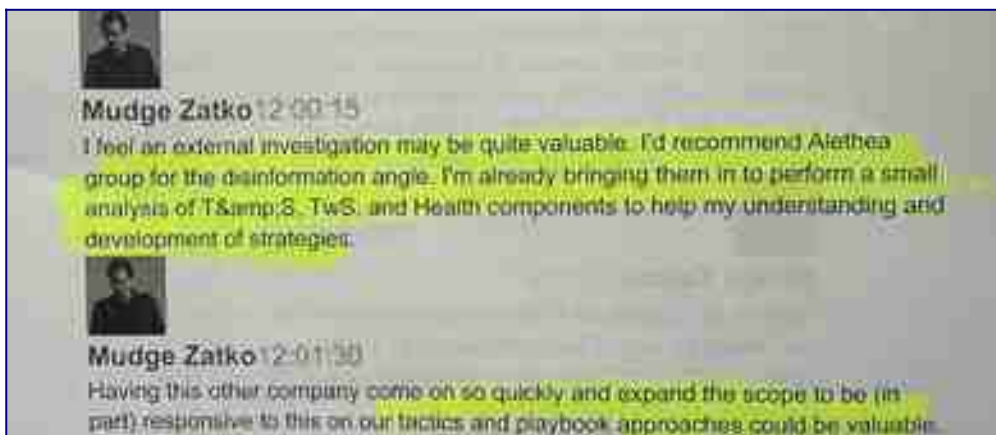 Mudge Zatko 12:00:15
I feel an external investigation may be quite valuable. I'd recommend Alethea
group for the disinformation angle. I'm already bringing them in to perform a small
analysis of T&amp;S, TwS, and Health components to help my understanding and
development of strategies.
Mudge Zatko 12:01:30
Having this other company come on so quickly and expand the scope to be (in
part) responsive to this on our tactics and playbook approaches could be valuable.